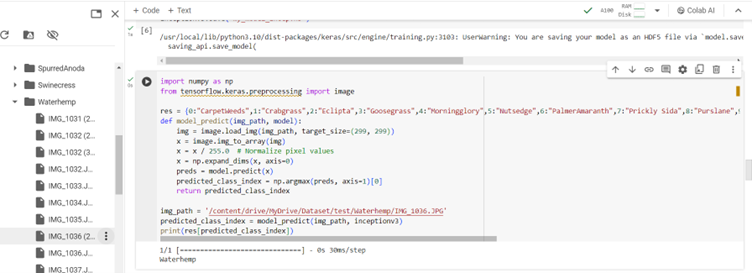 + Code + Text
A100
RAM
Disk
Colab AI
[6]
/usr/local/lib/python3.10/dist-packages/keras/src/engine/training.py:3103: UserWarning: You are saving your model as an HDF5 file via `model.save
saving_api.save_model(
SpurredAnoda
Swinecress
Waterhemp
IMG_1031 (2...
IMG_1032 (2...
IMG_1032 (3...
IMG_1032.J...
IMG_1033.J...
IMG_1034.J...
IMG_1035.J...
IMG_1036 (2...
IMG_1036.J...
IMG_1037.J...
import numpy as np
from tensorflow.keras.preprocessing import image
res = {0:"CarpetWeeds",1:"Crabgrass",2:"Eclipta",3:"Goosegrass",4:"Morningglory",5:"Nutsedge",6:"PalmerAmaranth",7:"Prickly Sida",8:"Purslane",
def model_predict(img_path, model):
img = image.load_img(img_path, target_size=(299, 299))
x = image.img_to_array(img)
x = x / 255.0 # Normalize pixel values
x = np.expand_dims(x, axis=0)
preds = model.predict(x)
predicted_class_index = np.argmax(preds, axis=1)[0]
return predicted_class_index
img_path = '/content/drive/MyDrive/Dataset/test/Waterhemp/IMG_1036.JPG'
predicted_class_index = model_predict(img_path, inceptionv3)
print(res[predicted_class_index])
1/1 [==============================] - 0s 30ms/step
Waterhemp